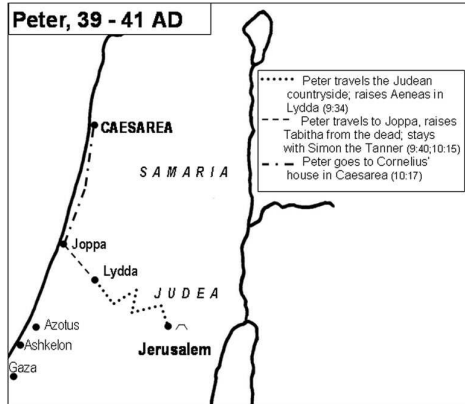 Peter, 39 - 41 AD
Peter travels the Judean
countryside; raises Aeneas in
Lydda (9:34)
Peter travels to Joppa, raises
Tabitha from the dead; stays
with Simon the Tanner (9:40;10:15)
Peter goes to Cornelius'
house in Caesarea (10:17)
CAESAREA
SAMARIA
Joppa
Lydda
JUDEA
Azotus
Jerusalem
Ashkelon
Gaza